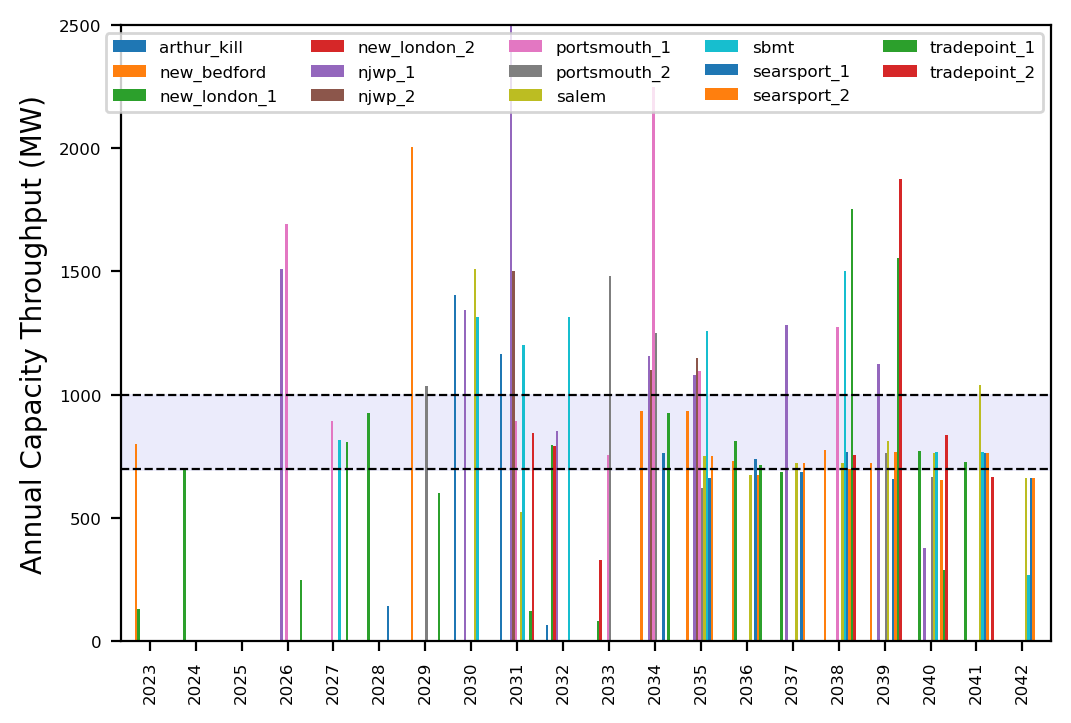 2500
2000
1500
1000
500
0
Annual Capacity Throughput (MW)
arthur_kill
new_bedford
new_london_1
new_london_2
njwp_1
njwp_2
portsmouth_1
portsmouth_2
salem
sbmt
searsport_1
searsport_2
tradepoint_1
tradepoint_2
2023
2024
2025
2026
2027
2028
2029
2030
2031
2032
2033
2034
2035
2036
2037
2038
2039
2040
2041
2042